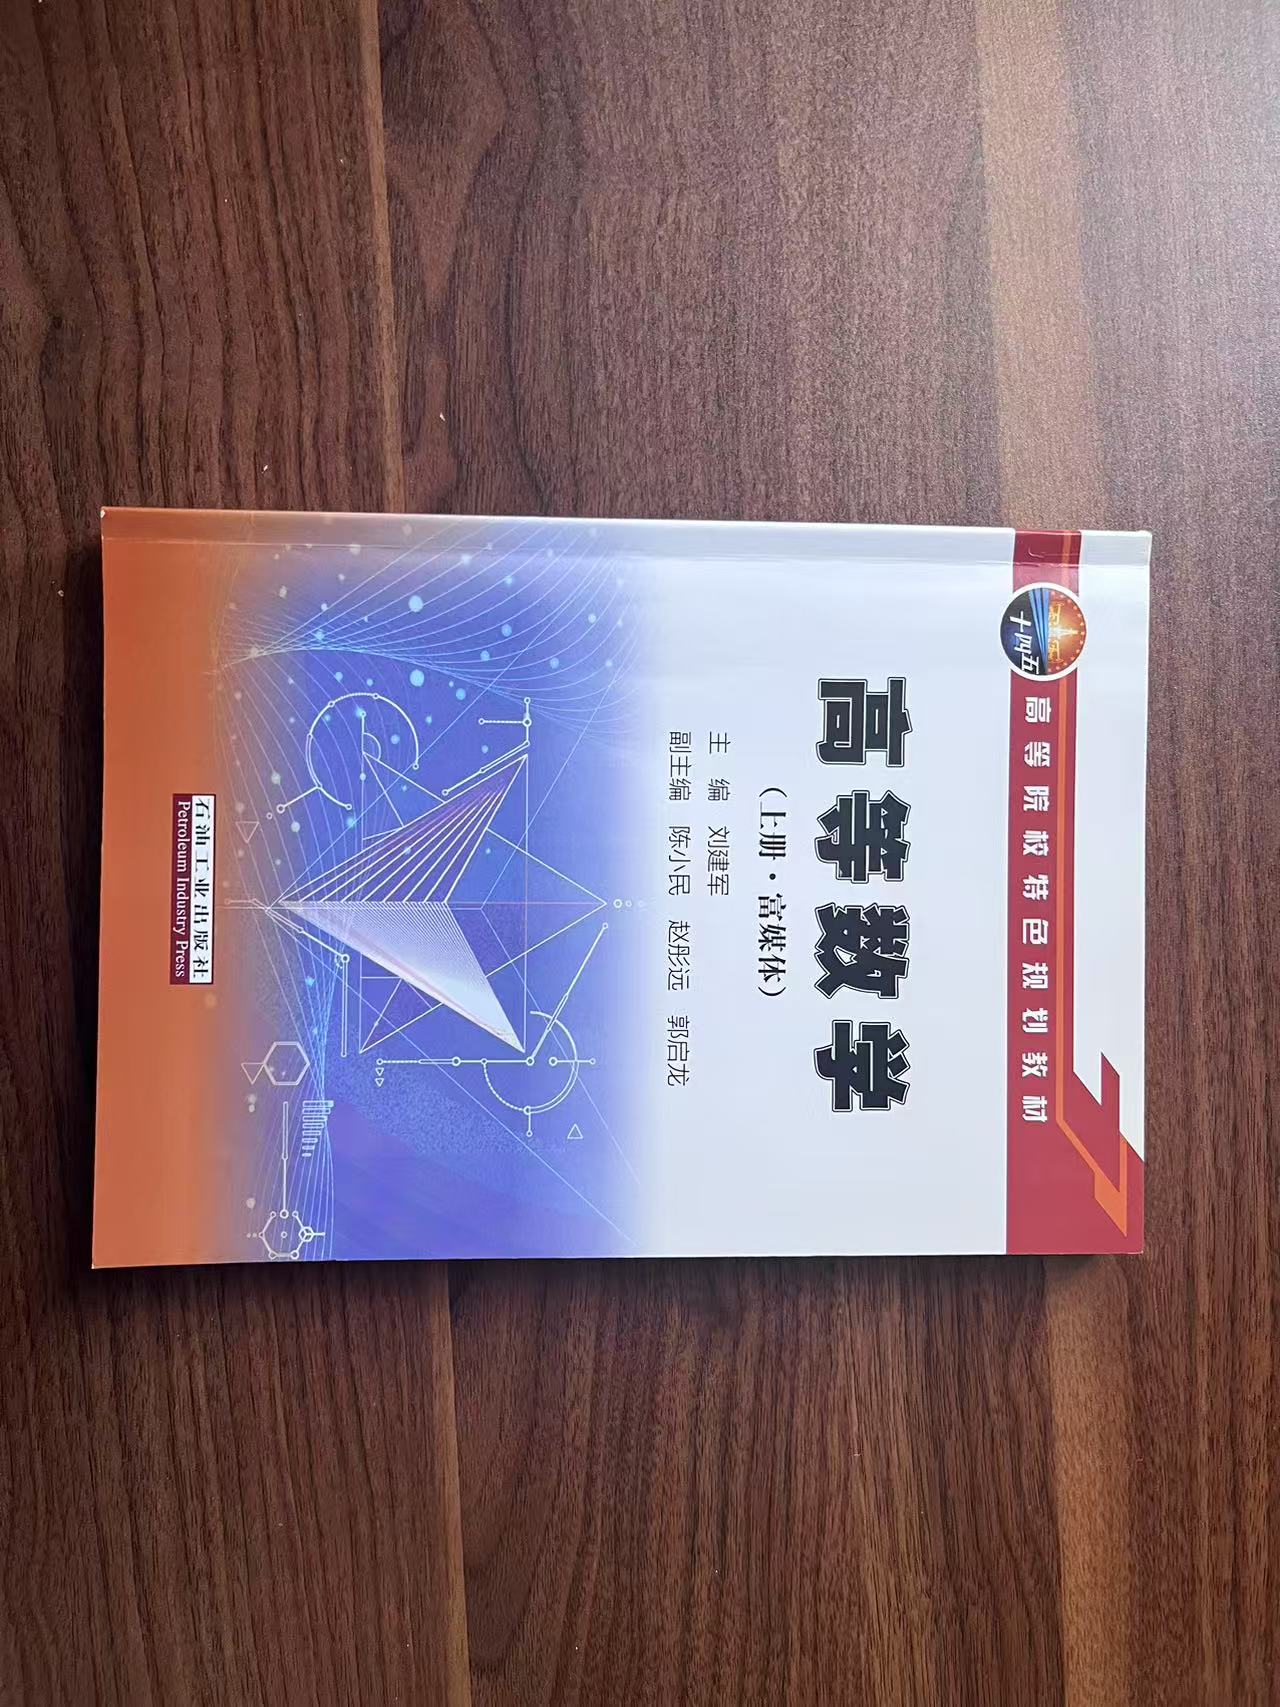 十四五
高等院校特色规划教材
高等数学
（上册·富媒体）
主 编 刘建军
副主编 陈小民 赵彤远 郭启龙
石油工业出版社
Petroleum Industry Press